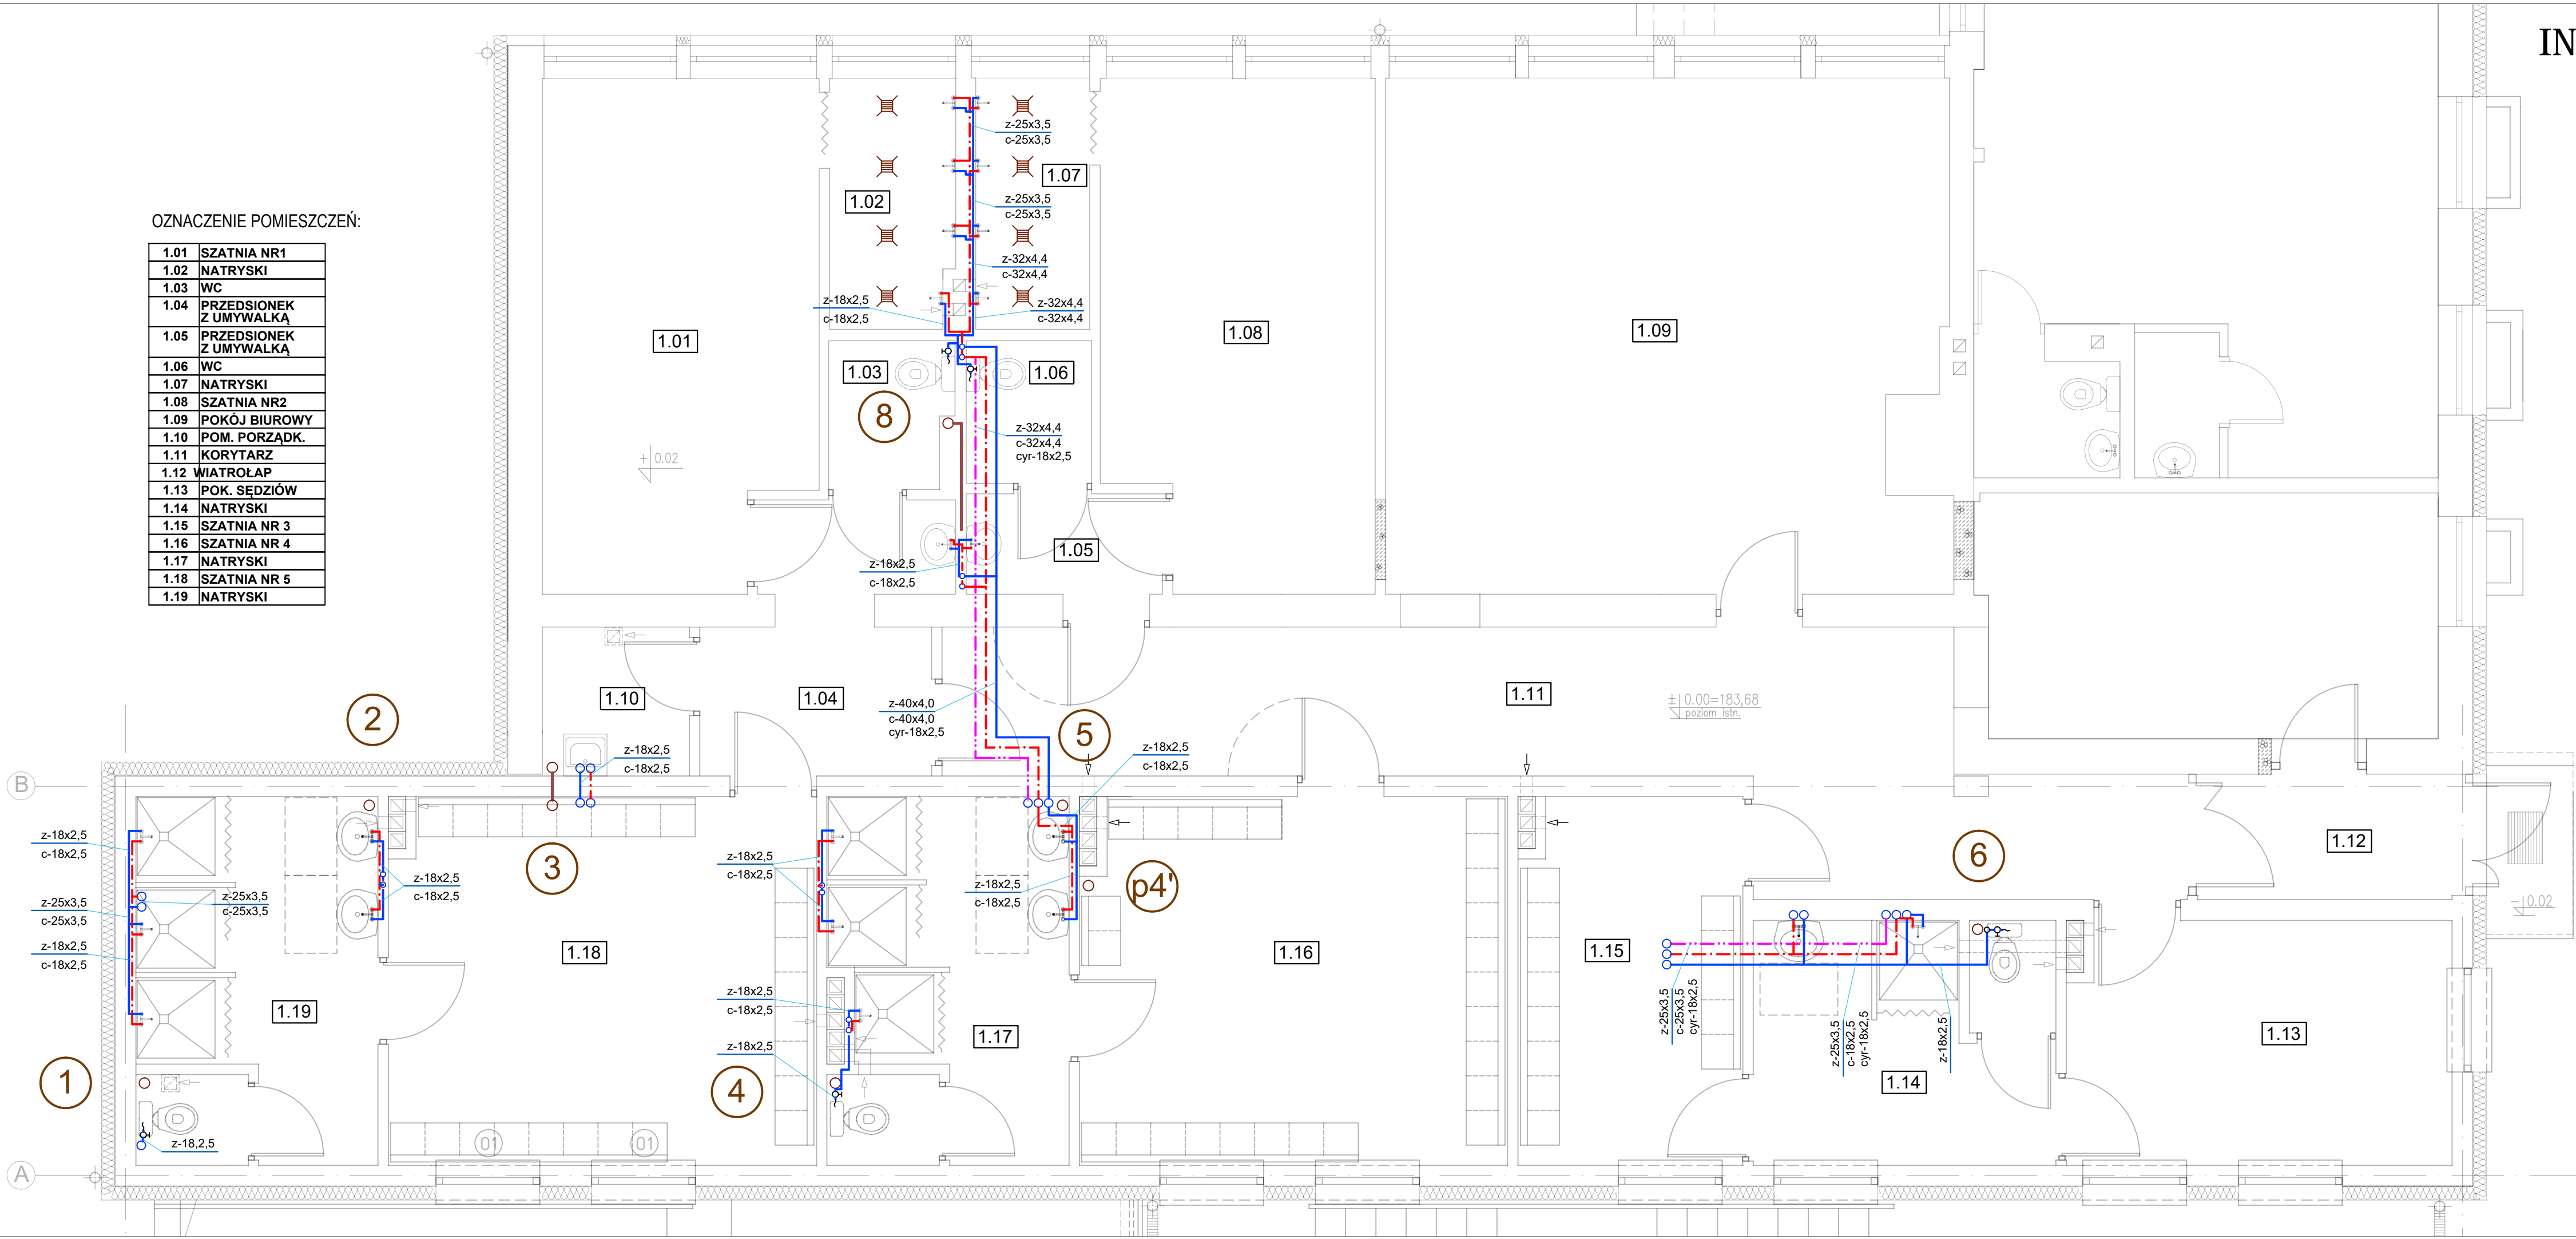 IN
OZNACZENIE POMIESZCZEŃ:
1.01 SZATNIA NR1
1.02 NATRYSKI
1.03 WC
1.04 PRZEDSIONEK
Z UMYWALKĄ
1.05 PRZEDSIONEK
Z UMYWALKĄ
1.06 WC
1.07 NATRYSKI
1.08 SZATNIA NR2
1.09 POKÓJ BIUROWY
1.10 POM. PORZĄDK.
1.11 KORYTARZ
1.12 WIATROŁAP
1.13 POK. SĘDZIÓW
1.14 NATRYSKI
1.15 SZATNIA NR 3
1.16 SZATNIA NR 4
1.17 NATRYSKI
1.18 SZATNIA NR 5
1.19 NATRYSKI
z-25x3,5
c-25x3,5
1.07
1.02
z-25x3,5
c-25x3,5
z-32x4,4
c-32x4,4
z-18x2,5
c-18x2,5
z-32x4,4
c-32x4,4
1.01
1.08
1.09
1.03
1.06
8
z-32x4,4
c-32x4,4
cyr-18x2,5
+ 0.02
1.05
z-18x2,5
c-18x2,5
1.10
1.04
1.11
z-40x4,0
c-40x4,0
cyr-18x2,5
± 0.00=183,68
poziom istn.
2
5
z-18x2,5
c-18x2,5
z-18x2,5
c-18x2,5
B
z-18x2,5
c-18x2,5
3
z-18x2,5
c-18x2,5
z-18x2,5
c-18x2,5
z-18x2,5
c-18x2,5
p4'
6
1.12
z-25x3,5
c-25x3,5
z-25x3,5
c-25x3,5
z-18x2,5
c-18x2,5
-0.02
1.18
1.16
1.15
z-18x2,5
c-18x2,5
1.19
1.17
z-25x3,5
c-25x3,5
cyr-18x2,5
z-25x3,5
c-18x2,5
cyr-18x2,5
z-18x2,5
1.13
z-18x2,5
1
4
1.14
z-18,2,5
01
01
A